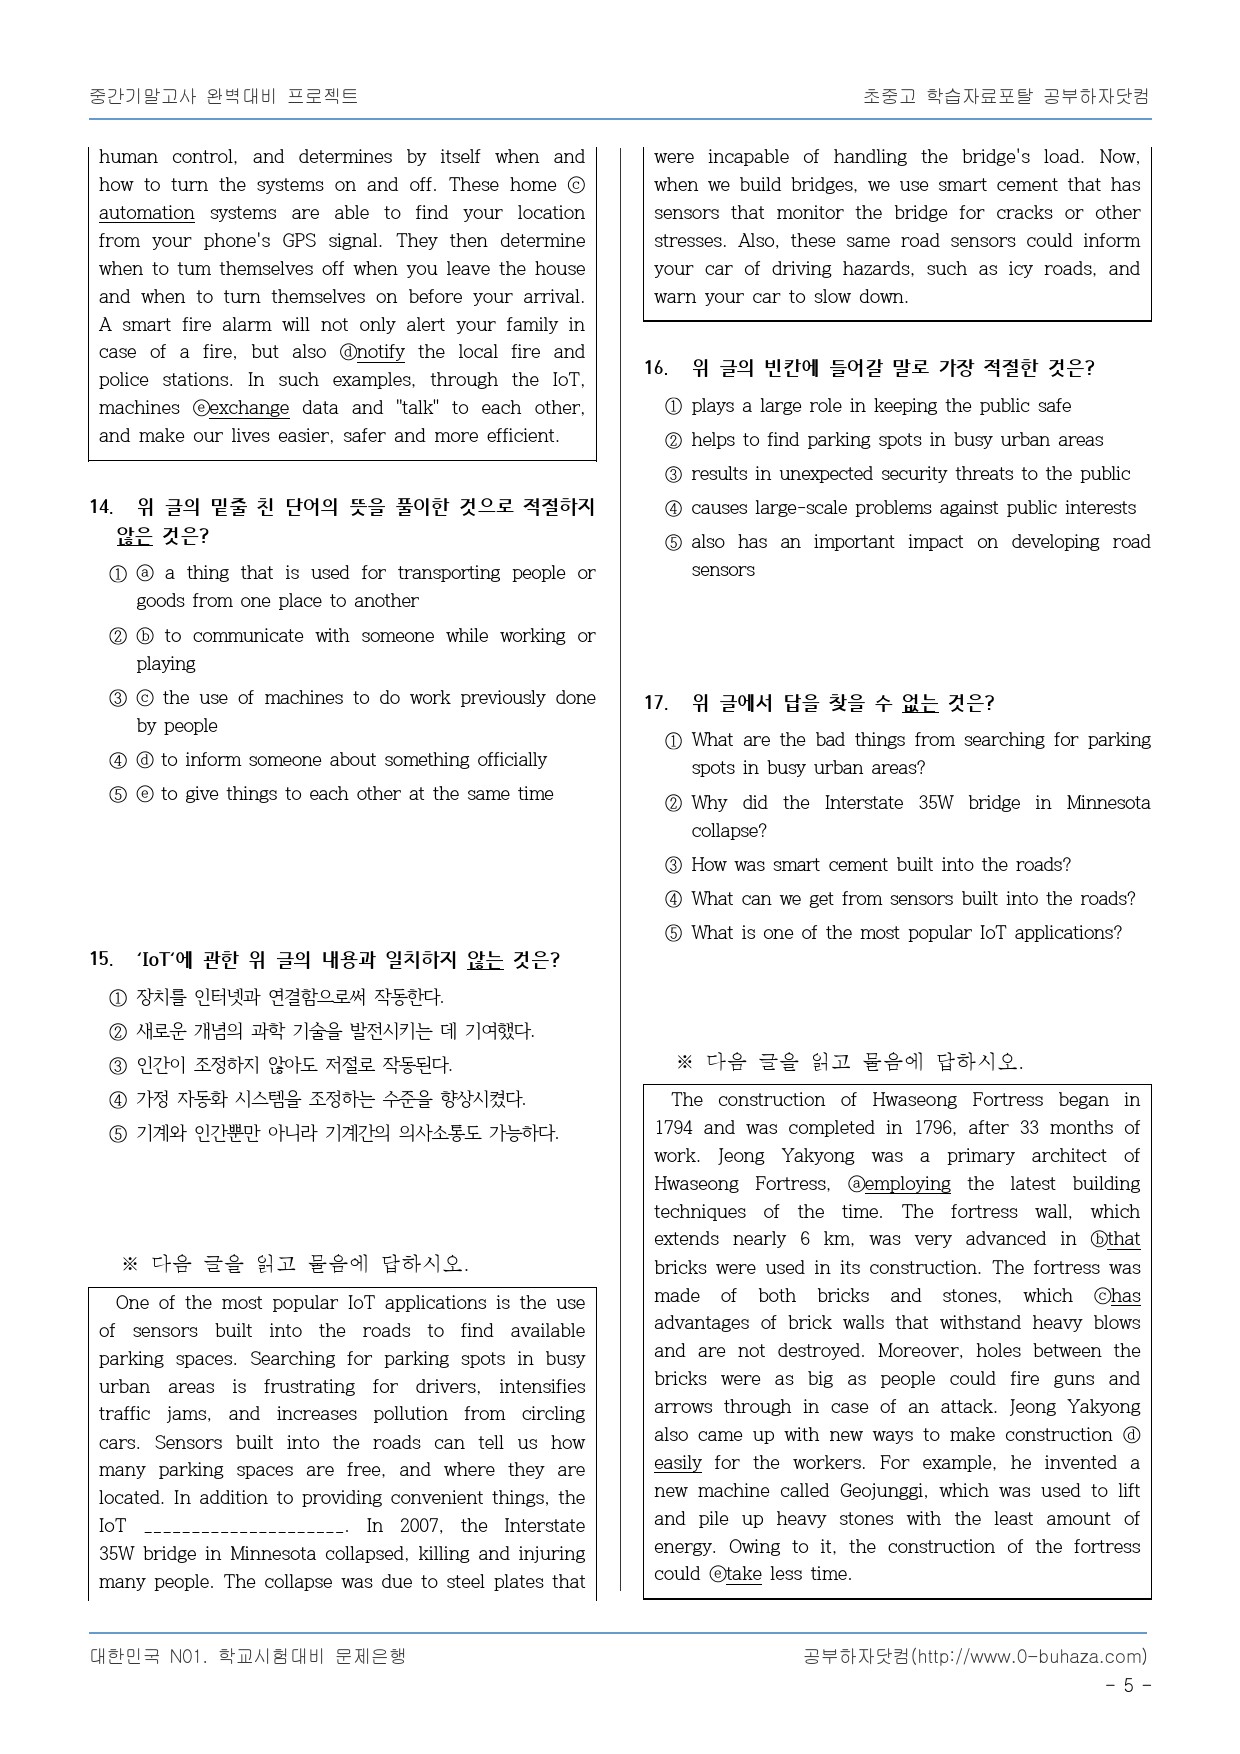 중간기말고사 완벽대비 프로젝트
초중고 학습자료포탈 공부하자닷컴
human control, and determines by itself when and
how to turn the systems on and off. These home ⓒ
automation systems are able to find your location
from your phone's GPS signal. They then determine
when to tum themselves off when you leave the house
and when to turn themselves on before your arrival.
A smart fire alarm will not only alert your family in
case of a fire, but also ⓓnotify the local fire and
police stations. In such examples, through the IoT,
machines ⓔexchange data and "talk" to each other,
and make our lives easier, safer and more efficient.
14. 위 글의 밑줄 친 단어의 뜻을 풀이한 것으로 적절하지
않은 것은?
① ⓐ a thing that is used for transporting people or
goods from one place to another
② ⓑ to communicate with someone while working or
playing
③ ⓒ the use of machines to do work previously done
by people
④ ⓓ to inform someone about something officially
⑤ ⓔ to give things to each other at the same time
15. ‘IoT’에 관한 위 글의 내용과 일치하지 않는 것은?
① 장치를 인터넷과 연결함으로써 작동한다.
② 새로운 개념의 과학 기술을 발전시키는 데 기여했다.
③ 인간이 조정하지 않아도 저절로 작동된다.
④ 가정 자동화 시스템을 조정하는 수준을 향상시켰다.
⑤ 기계와 인간뿐만 아니라 기계간의 의사소통도 가능하다.
※ 다음 글을 읽고 물음에 답하시오.
One of the most popular IoT applications is the use
of sensors built into the roads to find available
parking spaces. Searching for parking spots in busy
urban areas is frustrating for drivers, intensifies
traffic jams, and increases pollution from circling
cars. Sensors built into the roads can tell us how
many parking spaces are free, and where they are
located. In addition to providing convenient things, the
IoT _____________________. In 2007, the Interstate
35W bridge in Minnesota collapsed, killing and injuring
many people. The collapse was due to steel plates that
were incapable of handling the bridge's load. Now,
when we build bridges, we use smart cement that has
sensors that monitor the bridge for cracks or other
stresses. Also, these same road sensors could inform
your car of driving hazards, such as icy roads, and
warn your car to slow down.
16. 위 글의 빈칸에 들어갈 말로 가장 적절한 것은?
① plays a large role in keeping the public safe
② helps to find parking spots in busy urban areas
③ results in unexpected security threats to the public
④ causes large-scale problems against public interests
⑤ also has an important impact on developing road
sensors
17. 위 글에서 답을 찾을 수 없는 것은?
① What are the bad things from searching for parking
spots in busy urban areas?
② Why did the Interstate 35W bridge in Minnesota
collapse?
③ How was smart cement built into the roads?
④ What can we get from sensors built into the roads?
⑤ What is one of the most popular IoT applications?
※ 다음 글을 읽고 물음에 답하시오.
The construction of Hwaseong Fortress began in
1794 and was completed in 1796, after 33 months of
work. Jeong Yakyong was a primary architect of
Hwaseong Fortress, ⓐemploying the latest building
techniques of the time. The fortress wall, which
extends nearly 6 km, was very advanced in ⓑthat
bricks were used in its construction. The fortress was
made of both bricks and stones, which ⓒhas
advantages of brick walls that withstand heavy blows
and are not destroyed. Moreover, holes between the
bricks were as big as people could fire guns and
arrows through in case of an attack. Jeong Yakyong
also came up with new ways to make construction ⓓ
easily for the workers. For example, he invented a
new machine called Geojunggi, which was used to lift
and pile up heavy stones with the least amount of
energy. Owing to it, the construction of the fortress
could ⓔtake less time.
대한민국 N01. 학교시험대비 문제은행
공부하자닷컴(http://www.0-buhaza.com)
- 5 -